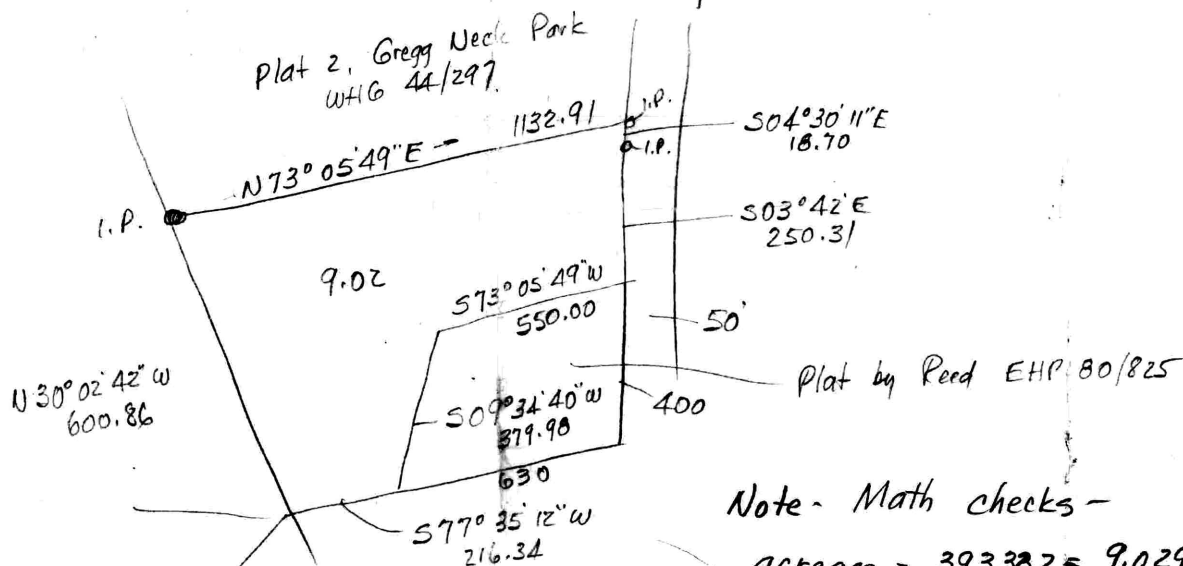 Plat 2, Gregg Neck Park
WHG 44/297
1132.91
I.P.
S04°30'11"E
18.70
I.P.
N73°05'49"E
I.P.
S03°42'E
250.31
9.02
S73°05'49"W
550.00
50'
Plat by Reed EHP 80/825
N30°02'42"W
600.86
S09°34'40"W
379.98
400
630
S77°35'12"W
216.34
Note- Math checks-